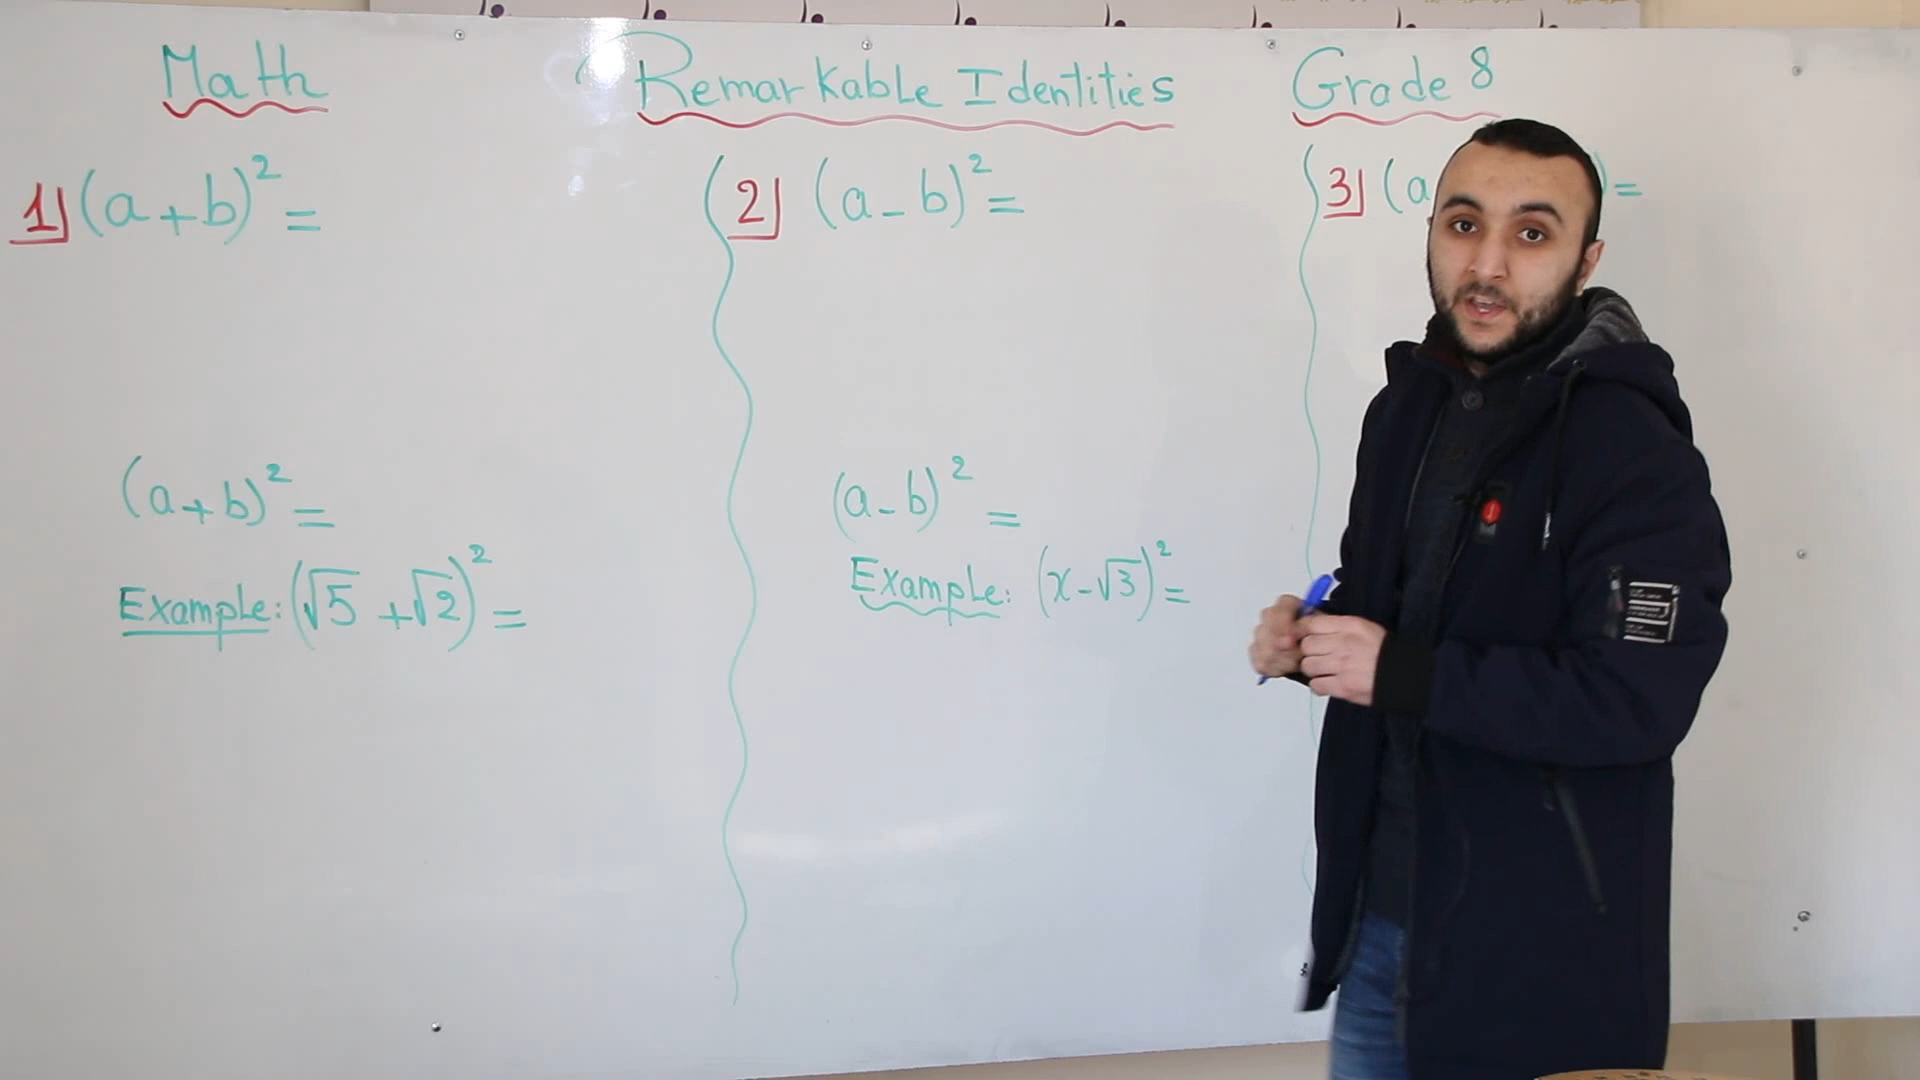 Math
Remarkable Identities
Grade 8
1) (a+b)² =
(a+b)² =
Example: (√5 +√2)² =
2) (a-b)² =
(a-b)² =
Example: (x-√3)² =
3) (a ) =